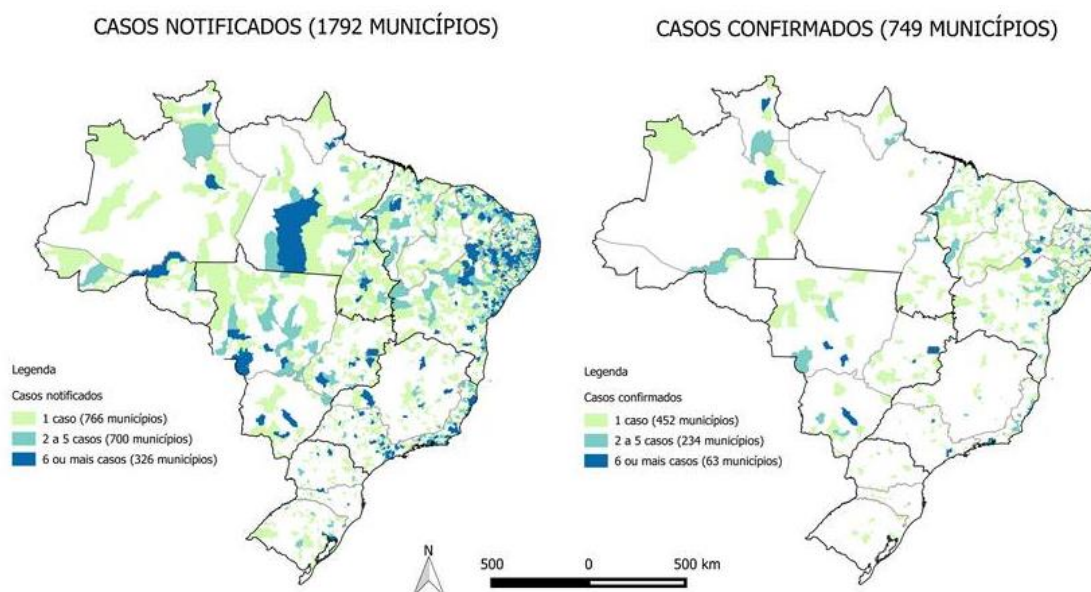 CASOS NOTIFICADOS (1792 MUNICÍPIOS)
CASOS CONFIRMADOS (749 MUNICÍPIOS)
Legenda
Casos notificados
1 caso (766 municípios)
2 a 5 casos (700 municípios)
6 ou mais casos (326 municípios)
Legenda
Casos confirmados
1 caso (452 municípios)
2 a 5 casos (234 municípios)
6 ou mais casos (63 municípios)
N
500 0 500 km